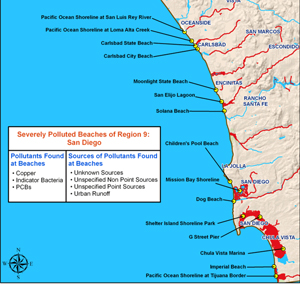 Pacific Ocean Shoreline at San Luis Rey River
VISTA
OCEANSIDE
Pacific Ocean Shoreline at Loma Alta Creek
SAN MARCOS
Carlsbad State Beach
CARLSBAD
ESCONDIDO
Carlsbad City Beach
Moonlight State Beach
ENCINITAS
San Elijo Lagoon
RANCHO
SANTA FE
Solana Beach
Severely Polluted Beaches of Region 9:
San Diego
Pollutants Found
at Beaches
• Copper
• Indicator Bacteria
• PCBs
Sources of Pollutants Found
at Beaches
• Unknown Sources
• Unspecified Non Point Sources
• Unspecified Point Sources
• Urban Runoff
Children's Pool Beach
LA JOLLA
Mission Bay Shoreline
SAN DIEGO
Dog Beach
Shelter Island Shoreline Park
SAN DIEGO
G Street Pier
CHULA VISTA
Chula Vista Marina
Imperial Beach
Pacific Ocean Shoreline at Tijuana Border